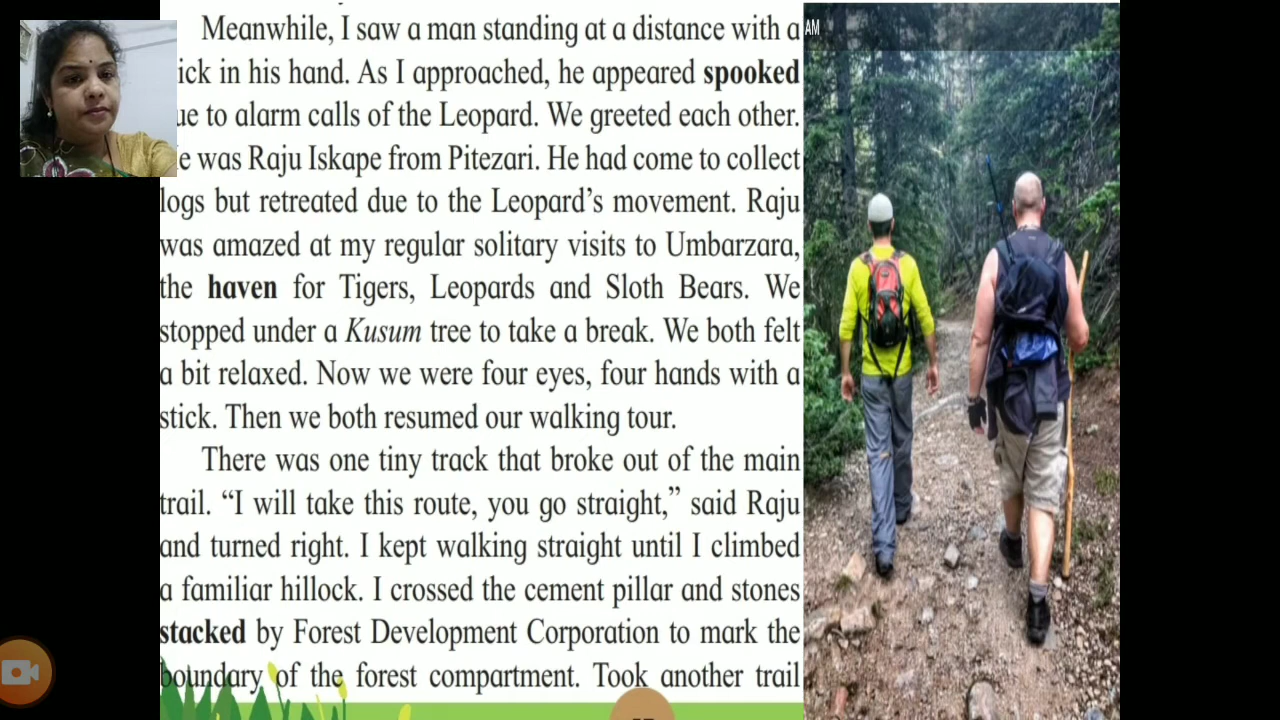 Meanwhile, I saw a man standing at a distance with a
ick in his hand. As I approached, he appeared spooked
ue to alarm calls of the Leopard. We greeted each other.
e was Raju Iskape from Pitezari. He had come to collect
logs but retreated due to the Leopard’s movement. Raju
was amazed at my regular solitary visits to Umbarzara,
the haven for Tigers, Leopards and Sloth Bears. We
stopped under a Kusum tree to take a break. We both felt
a bit relaxed. Now we were four eyes, four hands with a
stick. Then we both resumed our walking tour.
There was one tiny track that broke out of the main
trail. “I will take this route, you go straight,” said Raju
and turned right. I kept walking straight until I climbed
a familiar hillock. I crossed the cement pillar and stones
stacked by Forest Development Corporation to mark the
boundary of the forest compartment. Took another trail
AM